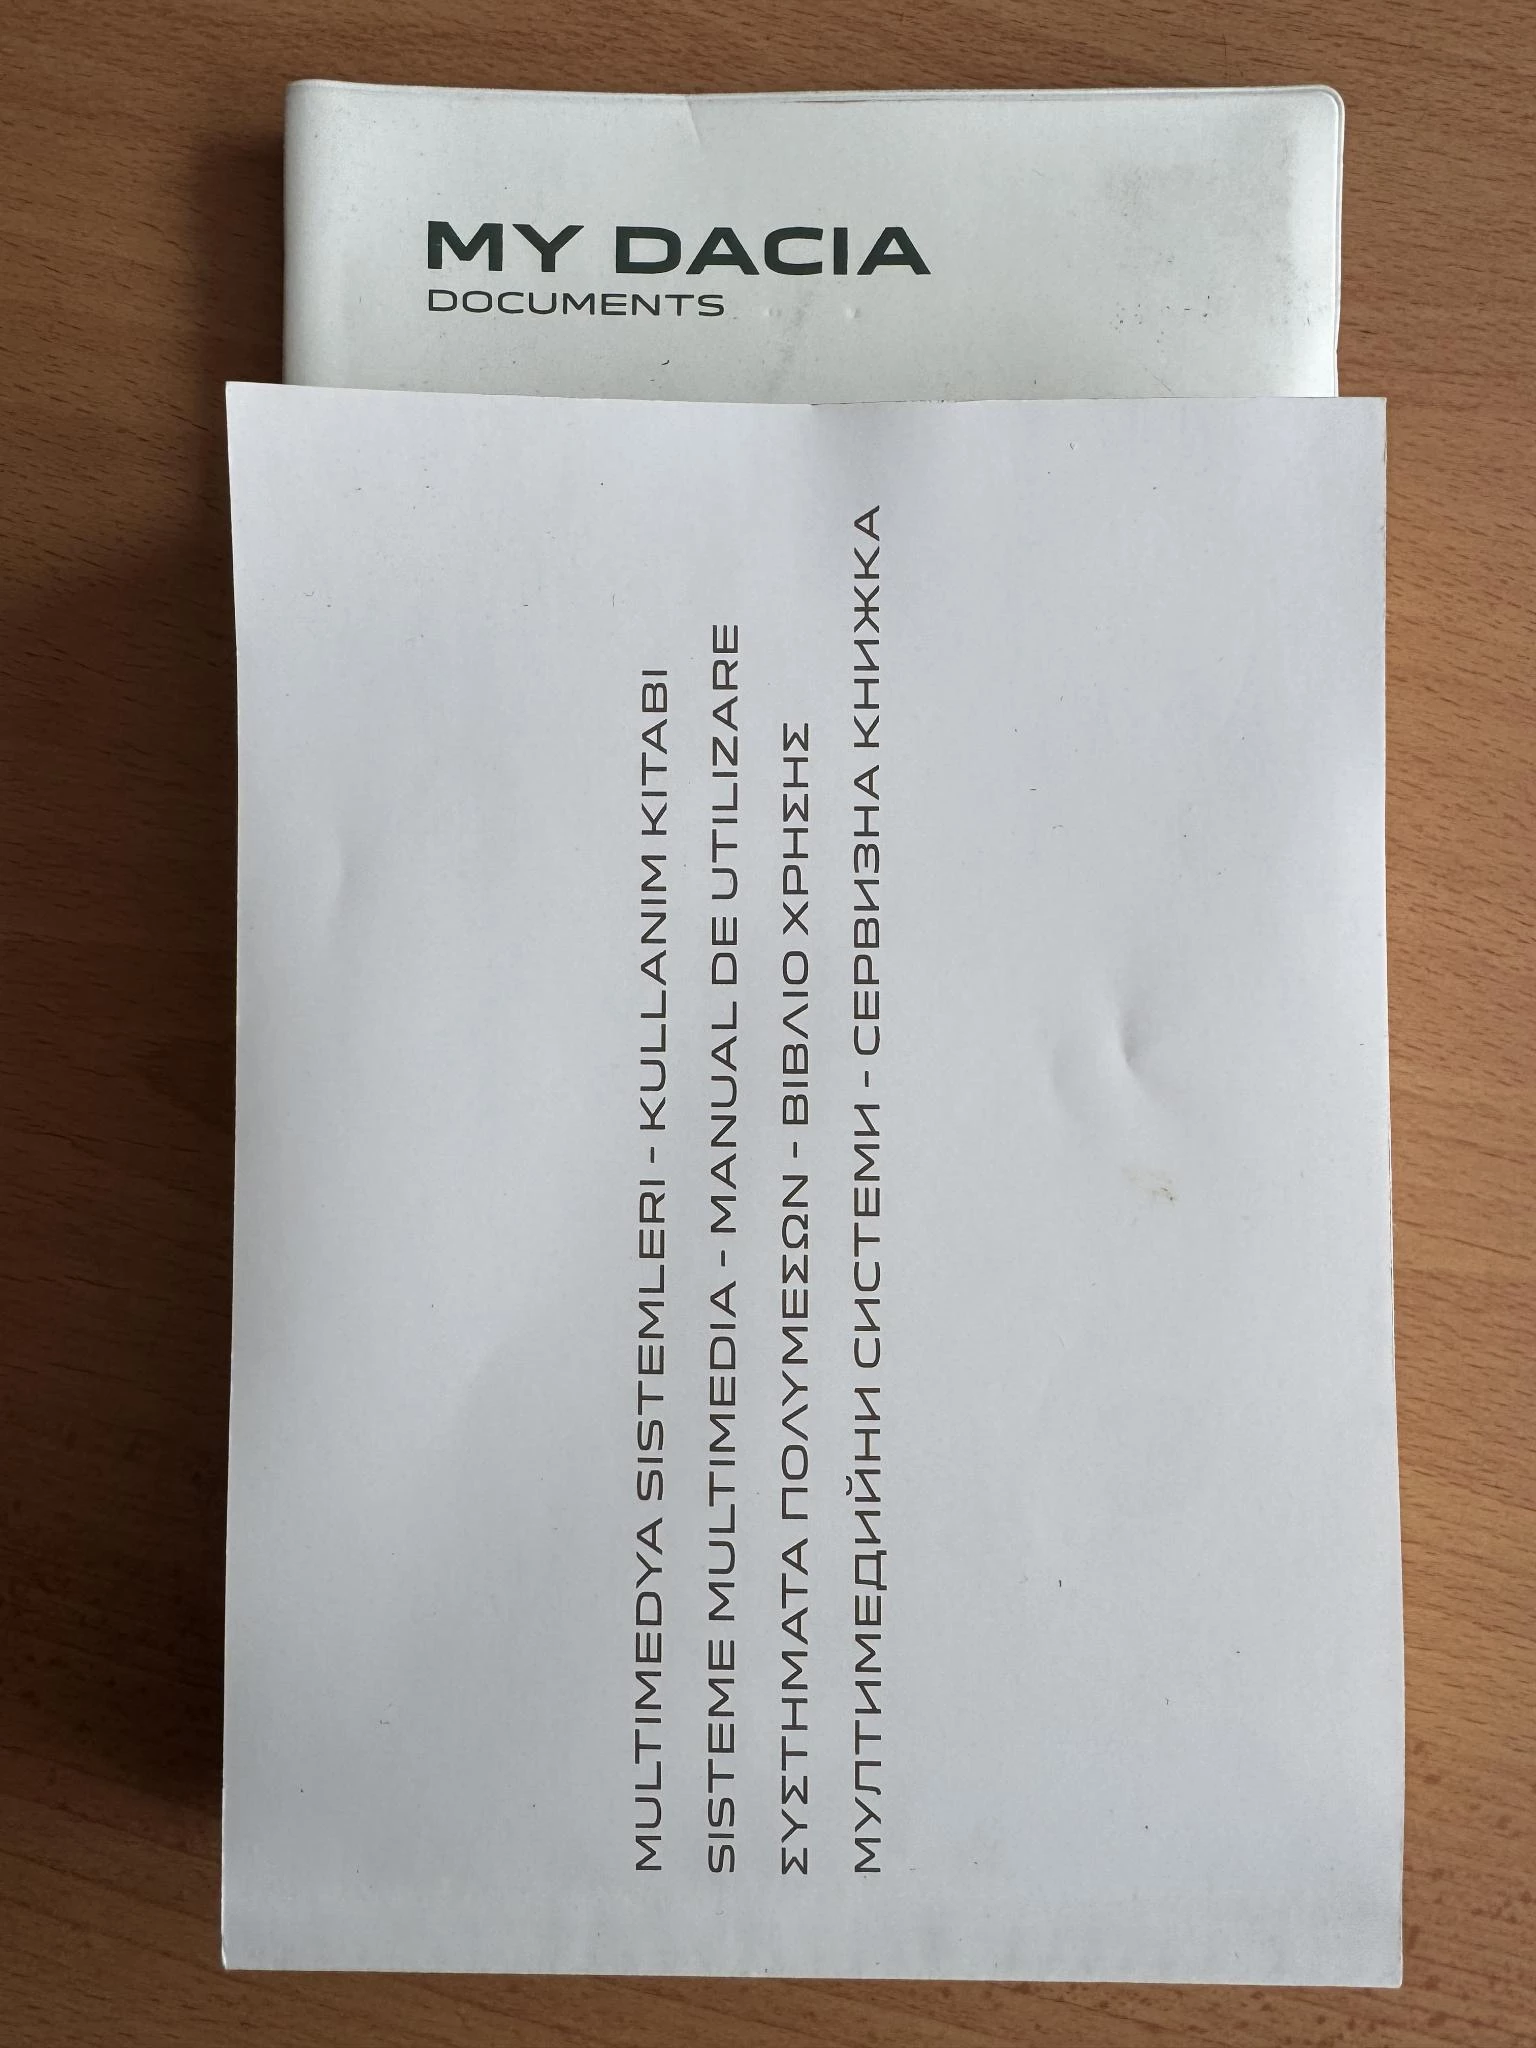 MY DACIA
DOCUMENTS
MULTIMEDYA SISTEMLERI - KULLANIM KITABI
SISTEME MULTIMEDIA - MANUAL DE UTILIZARE
ΣΥΣΤΗΜΑΤΑ ΠΟΛΥΜΕΣΩΝ - ΒΙΒΛΙΟ ΧΡΗΣΗΣ
МУЛТИМЕДИЙНИ СИСТЕМИ - СЕРВИЗНА КНИЖКА